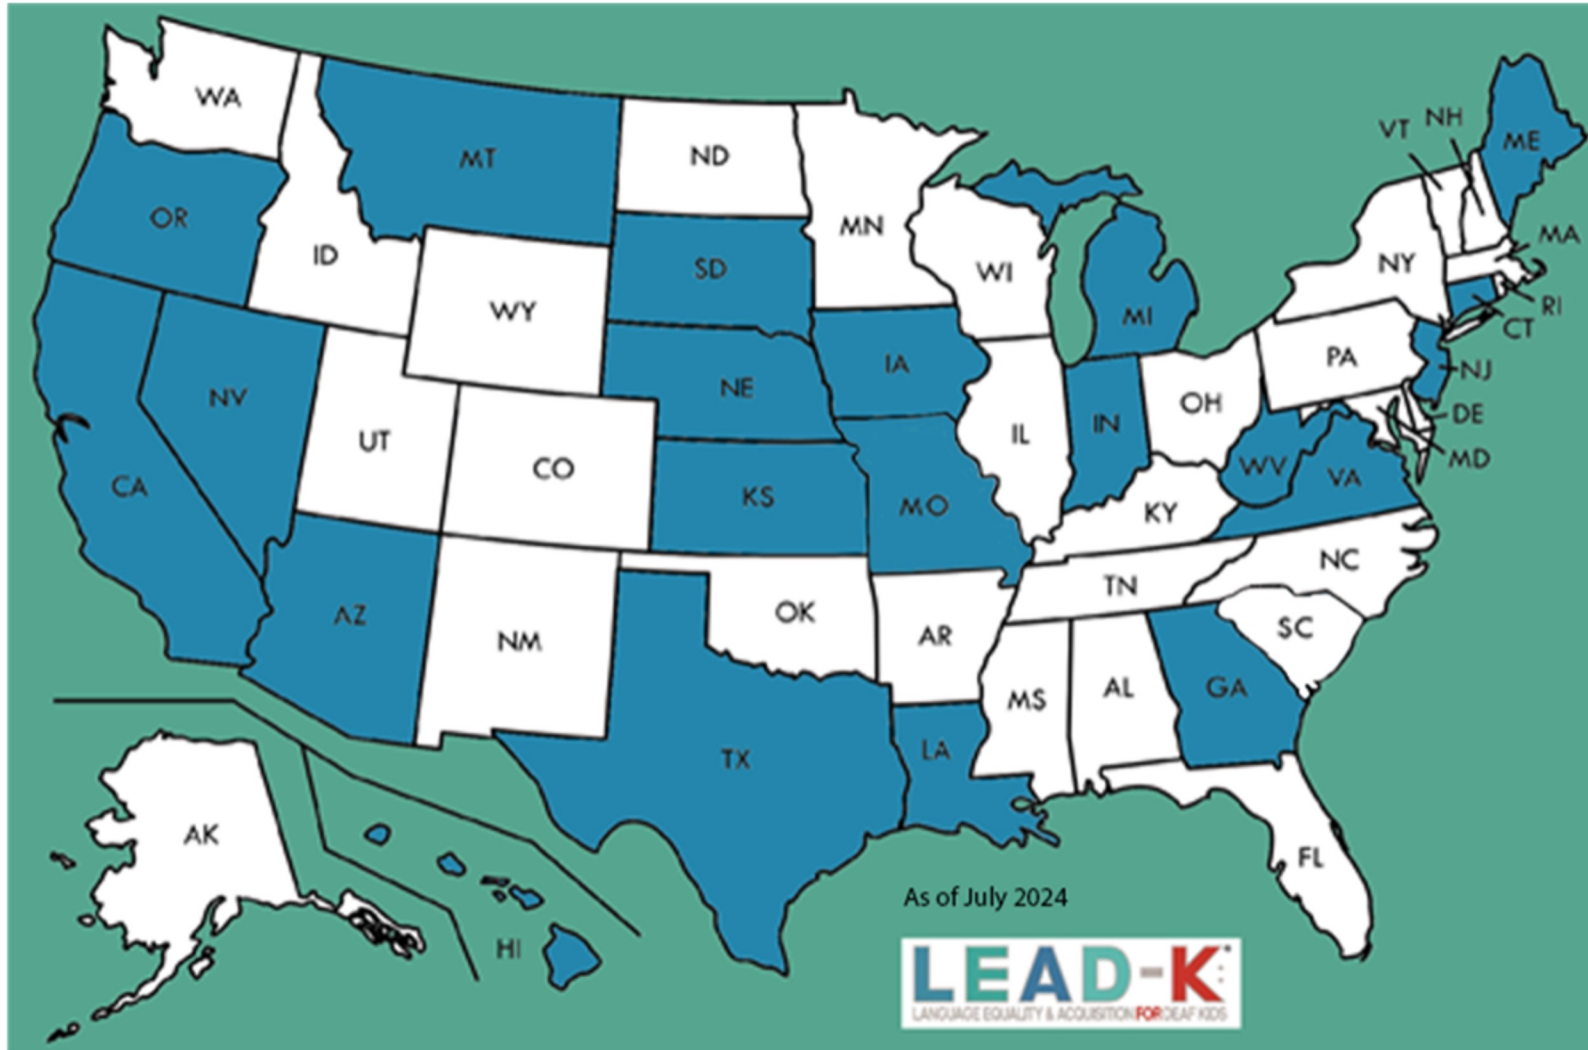 WA
MT
ND
OR
ID
SD
MN
WI
MI
VT
NH
ME
MA
NY
RI
CT
WY
NV
UT
CO
NE
IA
IL
IN
OH
PA
NJ
DE
MD
WV
VA
KY
CA
KS
MO
NC
TN
SC
AZ
NM
OK
AR
MS
AL
GA
TX
LA
FL
AK
HI
As of July 2024
LEAD-K
LANGUAGE EQUALITY & ACQUISITION FOR DEAF KIDS